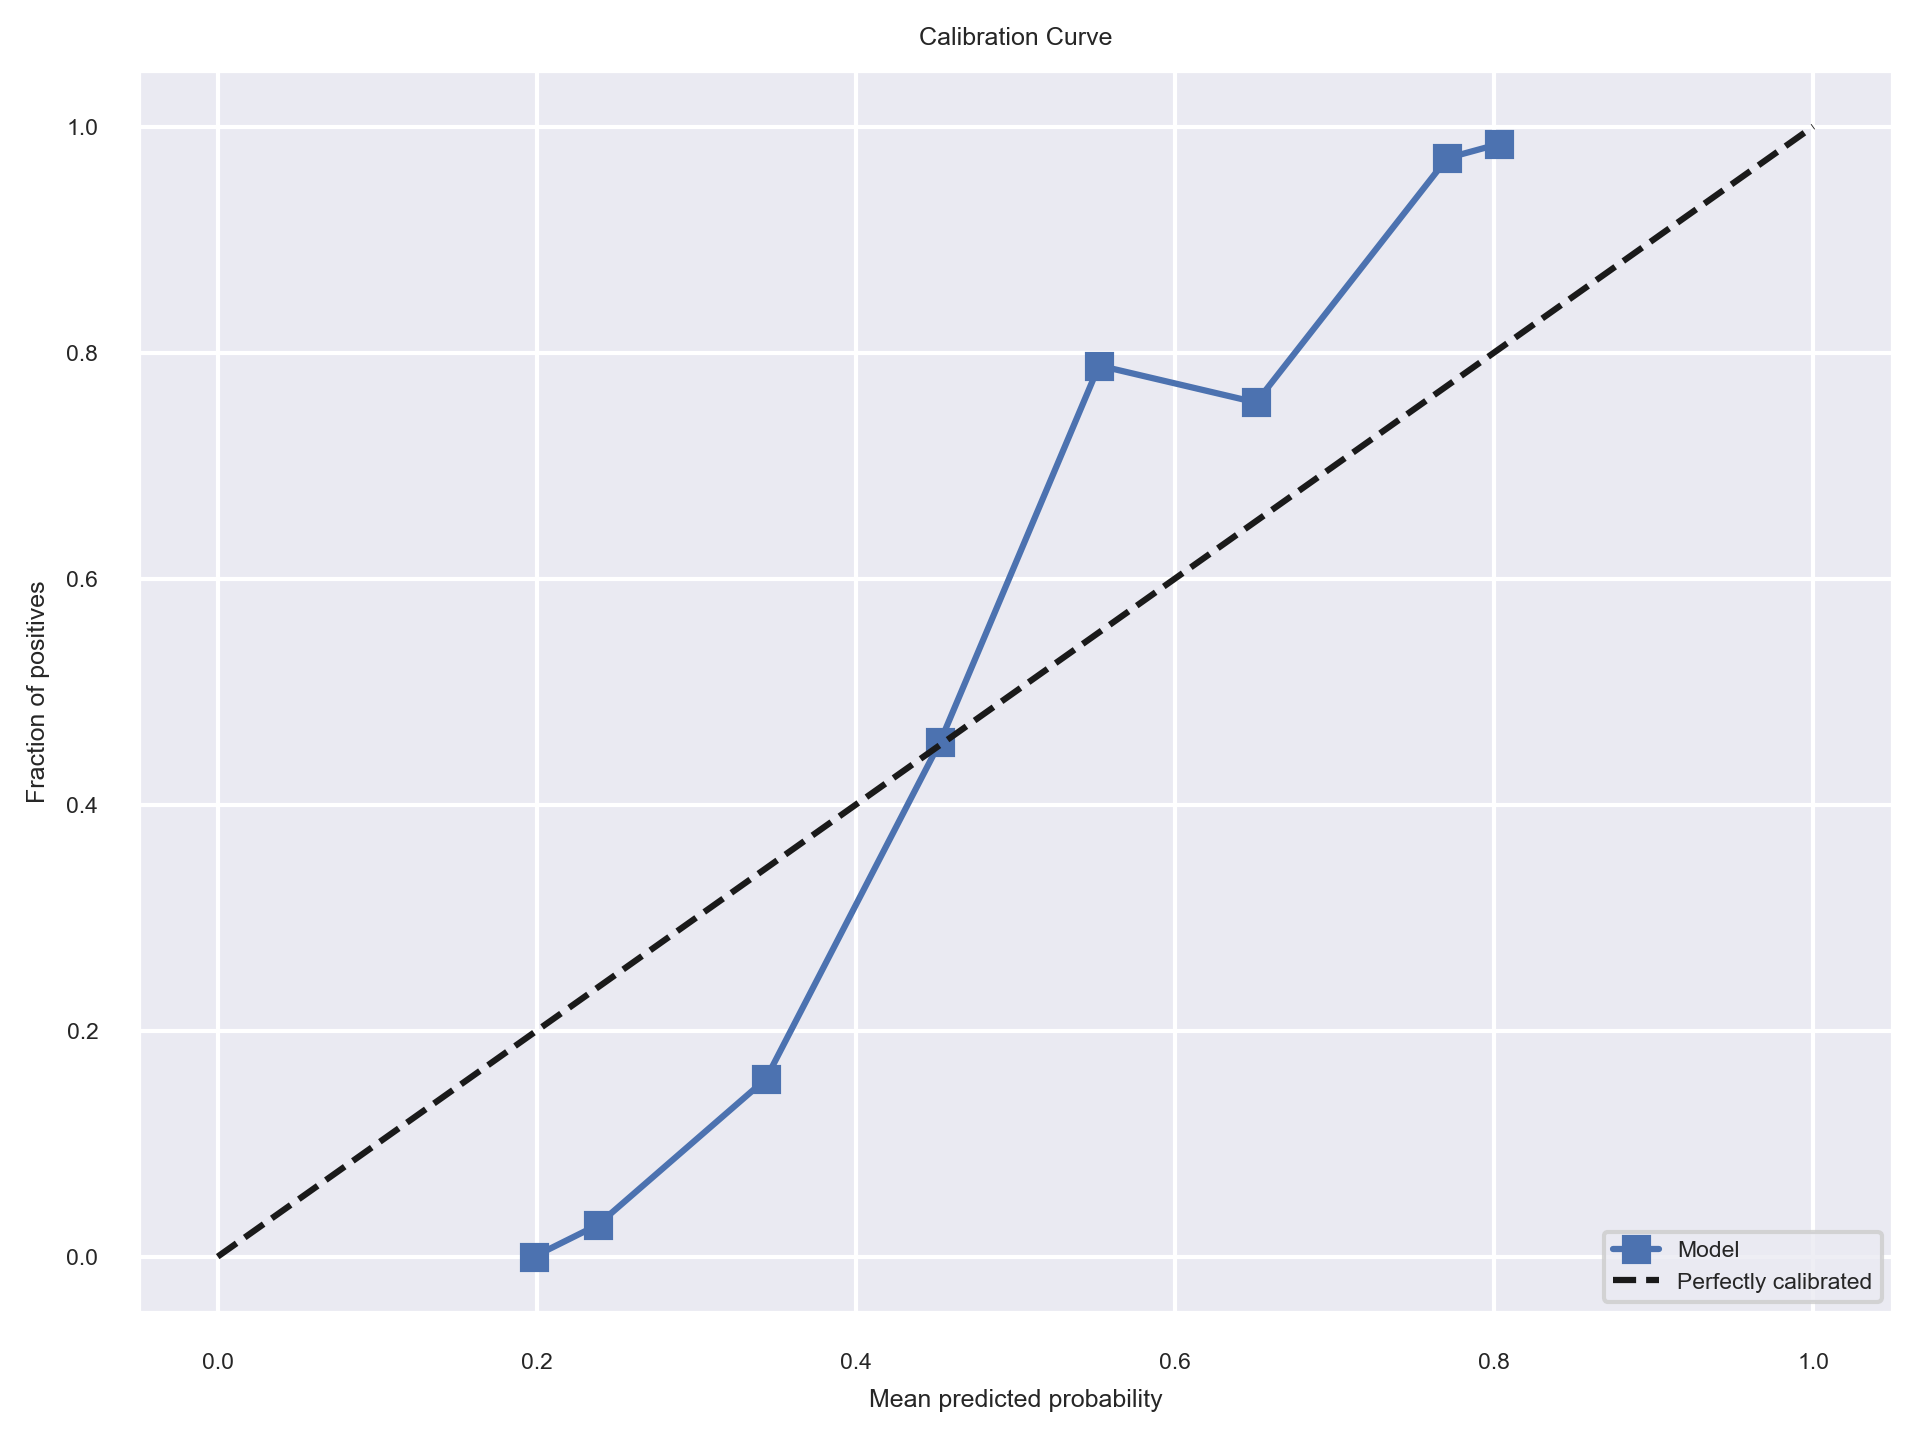 Calibration Curve
1.0
0.8
0.6
0.4
0.2
0.0
Fraction of positives
0.0 0.2 0.4 0.6 0.8 1.0
Mean predicted probability
Model
Perfectly calibrated